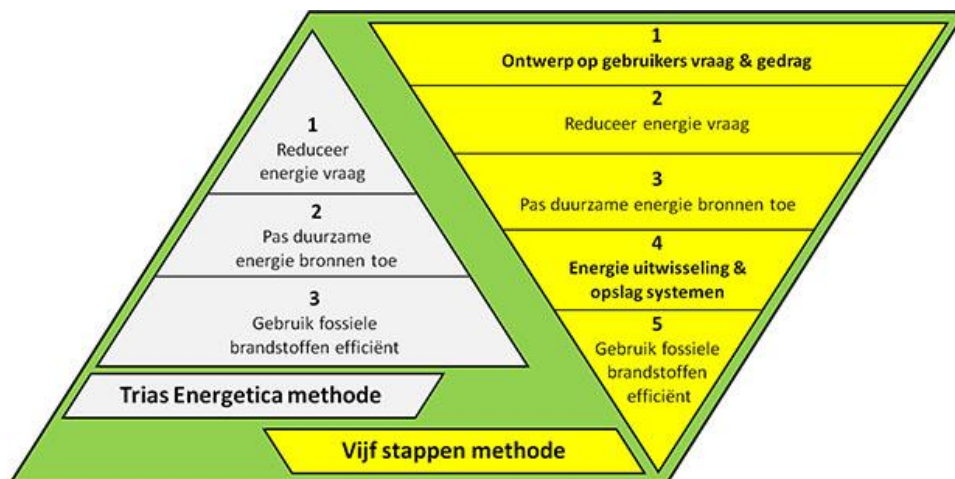 1
Reduceer
energie vraag
2
Pas duurzame
energie bronnen toe
3
Gebruik fossiele
brandstoffen efficiënt
Trias Energetica methode
1
Ontwerp op gebruikers vraag & gedrag
2
Reduceer energie vraag
3
Pas duurzame energie bronnen toe
4
Energie uitwisseling &
opslag systemen
5
Gebruik fossiele
brandstoffen
efficiënt
Vijf stappen methode